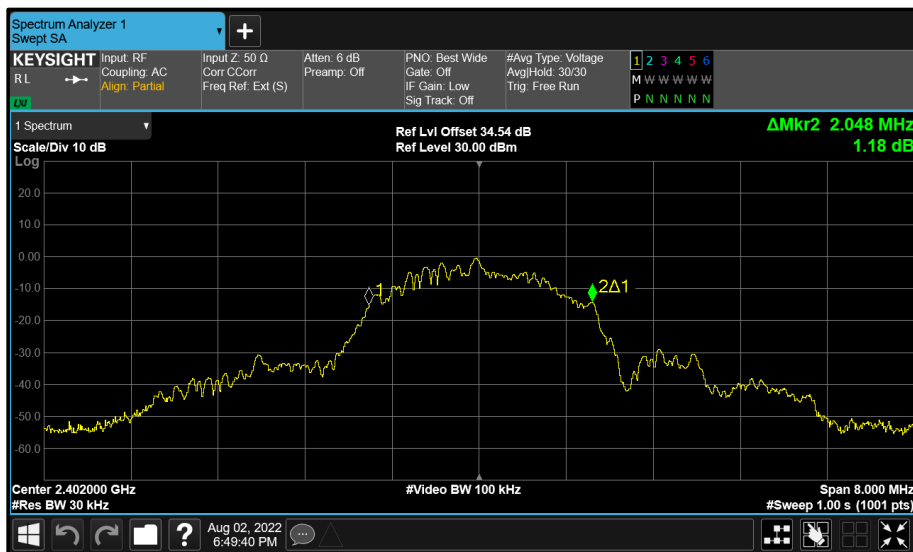 Spectrum Analyzer 1
Swept SA
+
KEYSIGHT
R L
LXI
Input: RF
Coupling: AC
Align: Partial
Input Z: 50 Ω
Corr CCorr
Freq Ref: Ext (S)
Atten: 6 dB
Preamp: Off
PNO: Best Wide
Gate: Off
IF Gain: Low
Sig Track: Off
#Avg Type: Voltage
Avg|Hold: 30/30
Trig: Free Run
1 2 3 4 5 6
M W W W W W
P N N N N N
1 Spectrum
Scale/Div 10 dB
Log
Ref Lvl Offset 34.54 dB
Ref Level 30.00 dBm
ΔMkr2 2.048 MHz
1.18 dB
20.0
10.0
0.00
-10.0
-20.0
-30.0
-40.0
-50.0
-60.0
1
2Δ1
Center 2.402000 GHz
#Res BW 30 kHz
#Video BW 100 kHz
Span 8.000 MHz
#Sweep 1.00 s (1001 pts)
?
Aug 02, 2022
6:49:40 PM